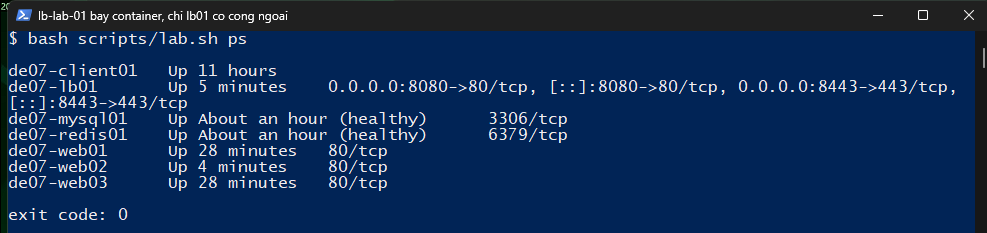 20
lb-lab-01 bay container, chi lb01 co cong ngoai
$ bash scripts/lab.sh ps
de07-client01   Up 11 hours
de07-lb01       Up 5 minutes    0.0.0.0:8080->80/tcp, [::]:8080->80/tcp, 0.0.0.0:8443->443/tcp,
[::]:8443->443/tcp
de07-mysql01    Up About an hour (healthy)      3306/tcp
de07-redis01    Up About an hour (healthy)      6379/tcp
de07-web01      Up 28 minutes   80/tcp
de07-web02      Up 4 minutes    80/tcp
de07-web03      Up 28 minutes   80/tcp
exit code: 0